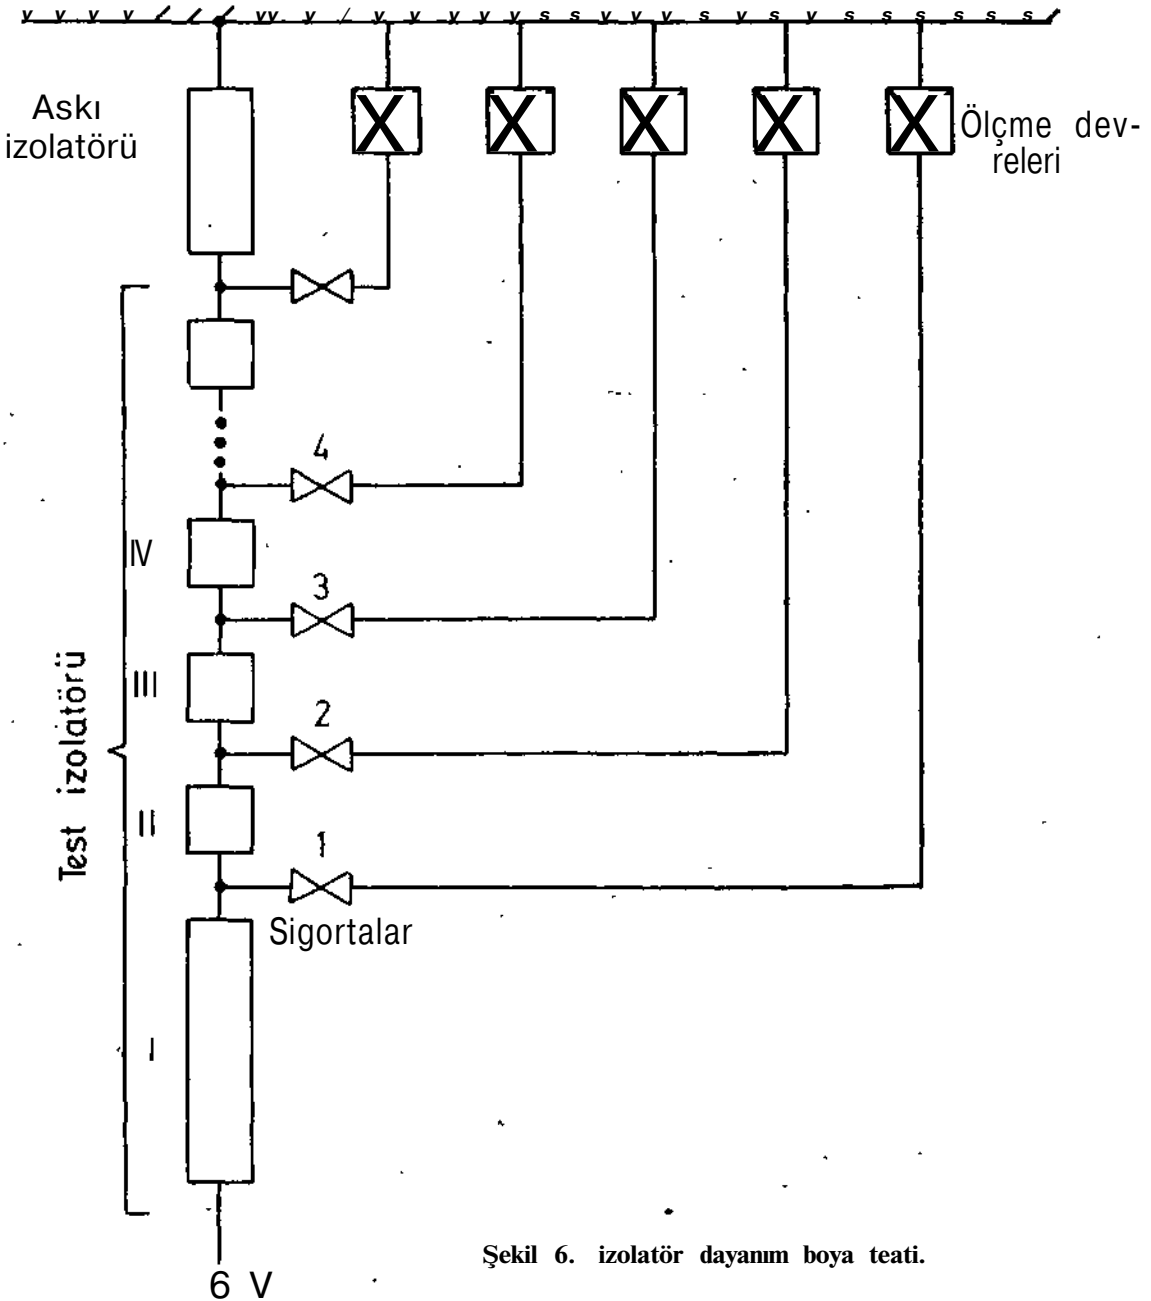 Askı
izolatörü
Ölçme dev-
releri
4
IV
3
III
2
II
1
Sigortalar
I
Test izolatörü
6 V
Şekil 6. izolatör dayanım boya teati.